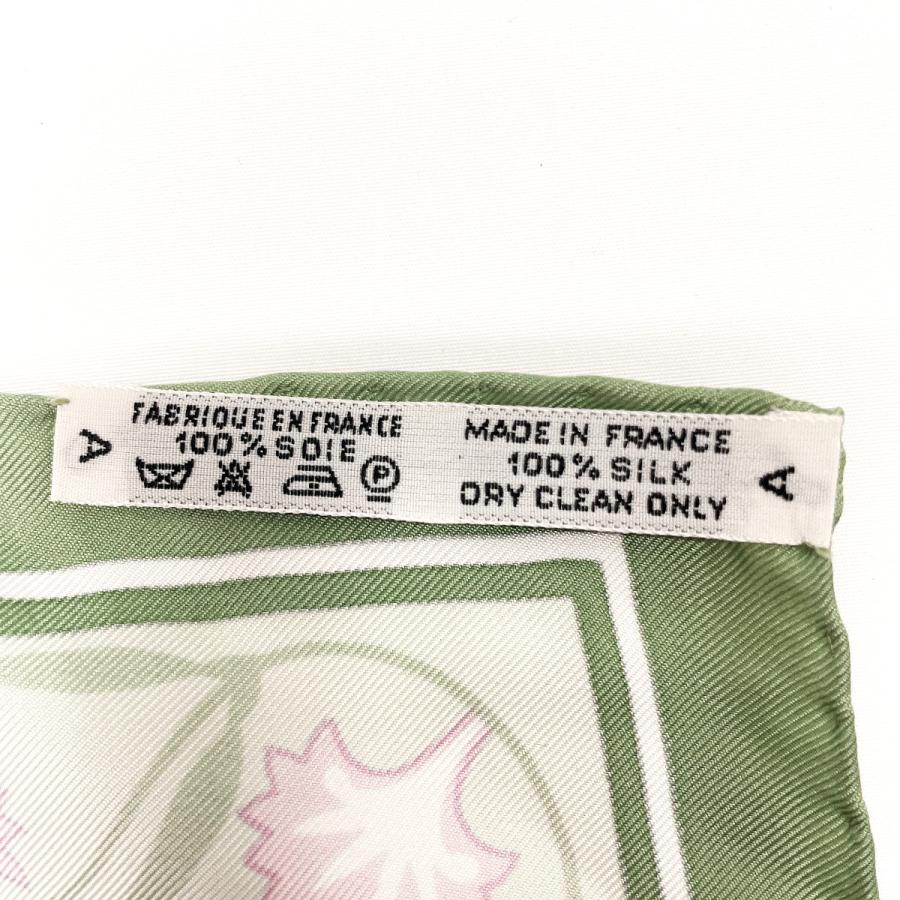 A
FABRIQUE EN FRANCE
100% SOIE
P
MADE IN FRANCE
100% SILK
DRY CLEAN ONLY
A